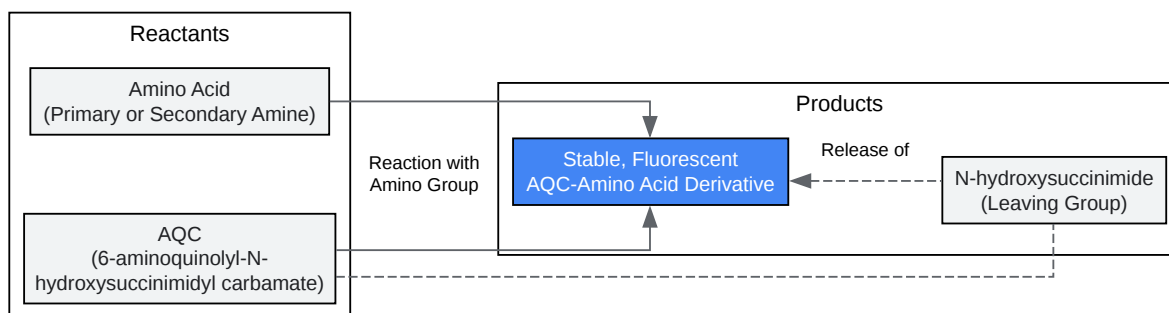 Reactants
Amino Acid
(Primary or Secondary Amine)
AQC
(6-aminoquinolyl-N-
hydroxysuccinimidyl carbamate)
Reaction with
Amino Group
Products
Stable, Fluorescent
AQC-Amino Acid Derivative
Release of
N-hydroxysuccinimide
(Leaving Group)